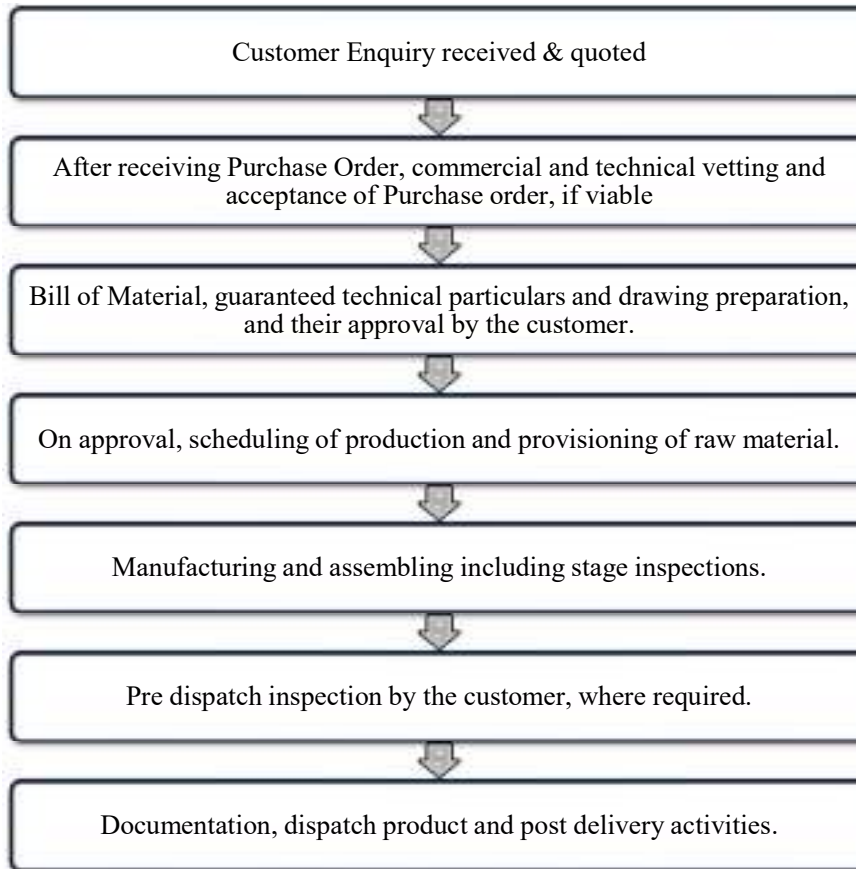 Customer Enquiry received & quoted
After receiving Purchase Order, commercial and technical vetting and
acceptance of Purchase order, if viable
Bill of Material, guaranteed technical particulars and drawing preparation,
and their approval by the customer.
On approval, scheduling of production and provisioning of raw material.
Manufacturing and assembling including stage inspections.
Pre dispatch inspection by the customer, where required.
Documentation, dispatch product and post delivery activities.